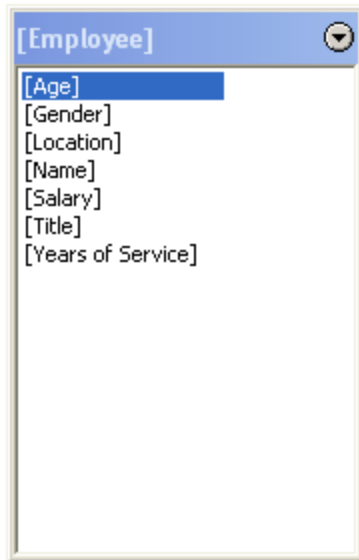 [Employee]
[Age]
[Gender]
[Location]
[Name]
[Salary]
[Title]
[Years of Service]